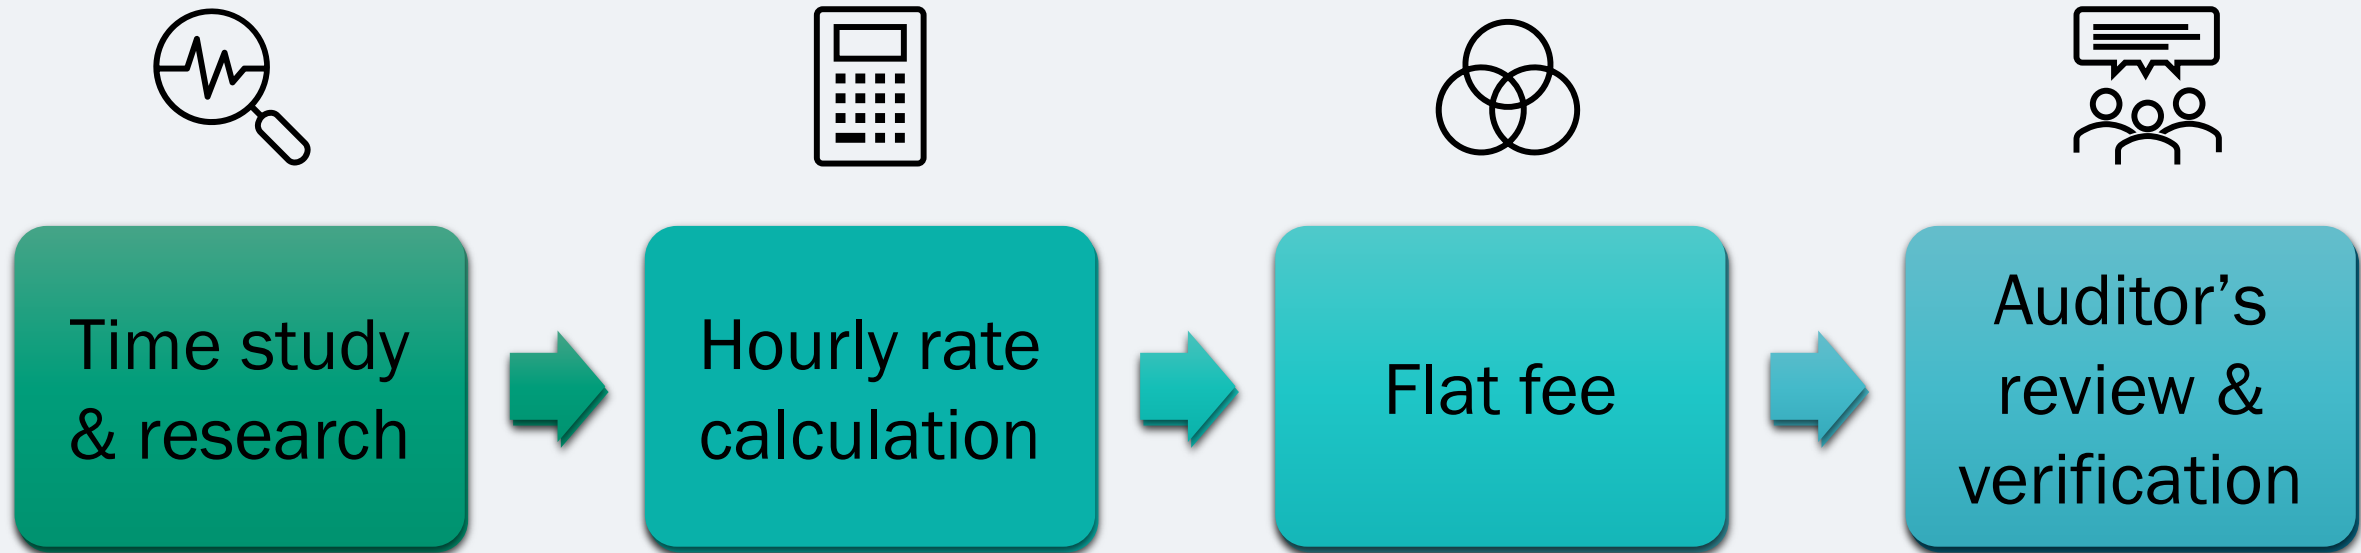 Time study
& research
Hourly rate
calculation
Flat fee
Auditor’s
review &
verification